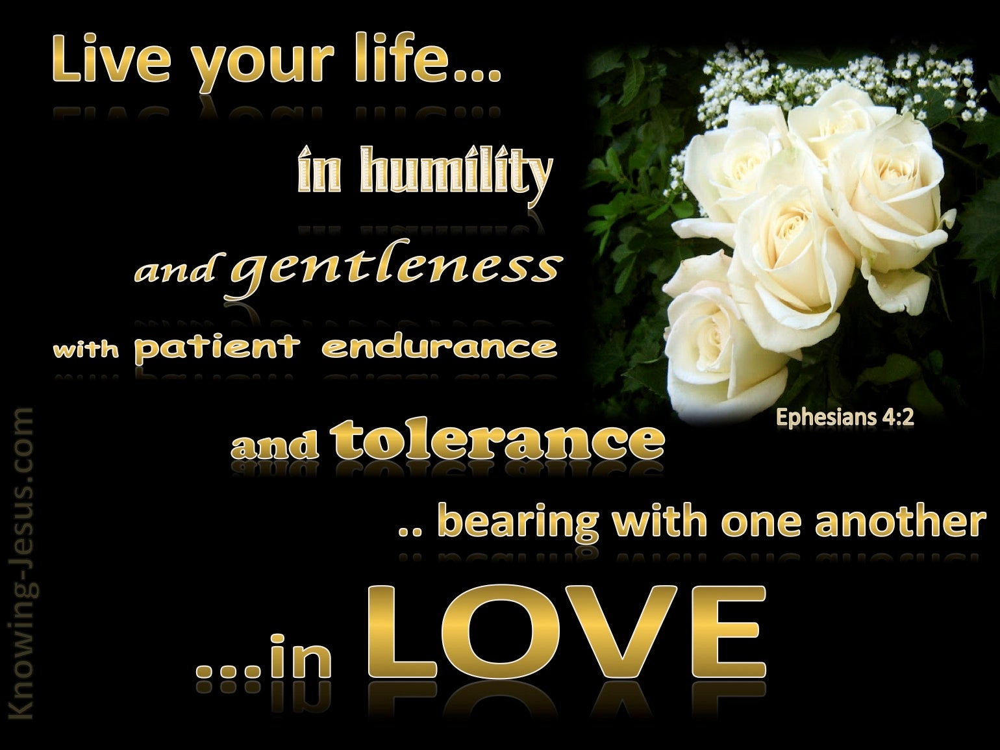 Live your life...
in humility
and gentleness
with patient endurance
and tolerance
Ephesians 4:2
.. bearing with one another
...in LOVE
Knowing-Jesus.com